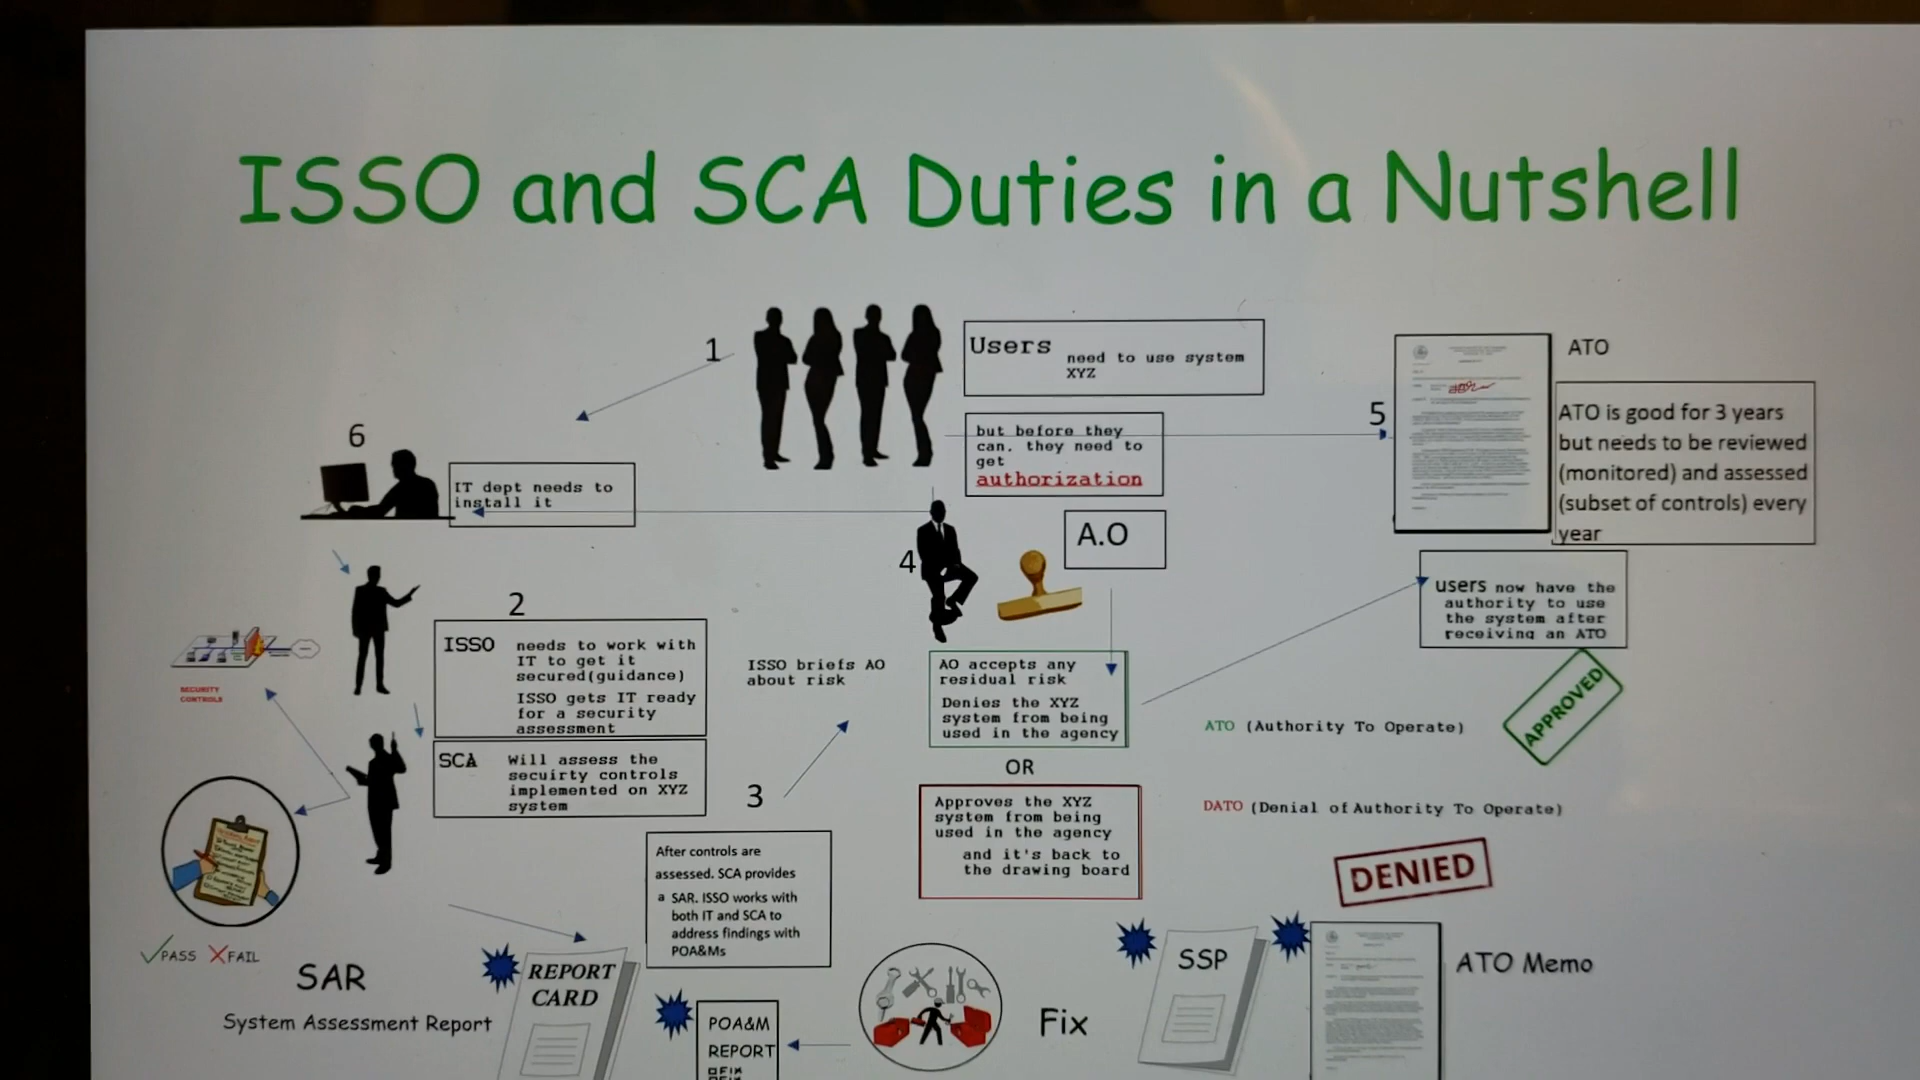 ISSO and SCA Duties in a Nutshell
1
Users
need to use system
XYZ
but before they
can, they need to
get
authorization
5
ATO
ATO is good for 3 years
but needs to be reviewed
(monitored) and assessed
(subset of controls) every
year
6
IT dept needs to
install it
4
A.O
users now have the
authority to use
the system after
receiving an ATO
2
ISSO needs to work with
IT to get it
secured(guidance)
ISSO gets IT ready
for a security
assessment
SECURITY
CONTROLS
SCA Will assess the
secuirty controls
implemented on XYZ
system
ISSO briefs AO
about risk
3
AO accepts any
residual risk
Denies the XYZ
system from being
used in the agency
OR
Approves the XYZ
system from being
used in the agency
and it's back to
the drawing board
ATO (Authority To Operate)
APPROVED
DATO (Denial of Authority To Operate)
DENIED
After controls are
assessed. SCA provides
a SAR. ISSO works with
both IT and SCA to
address findings with
POA&Ms
PASS FAIL
SAR
System Assessment Report
REPORT
CARD
POA&M
REPORT
Fix
SSP
ATO Memo